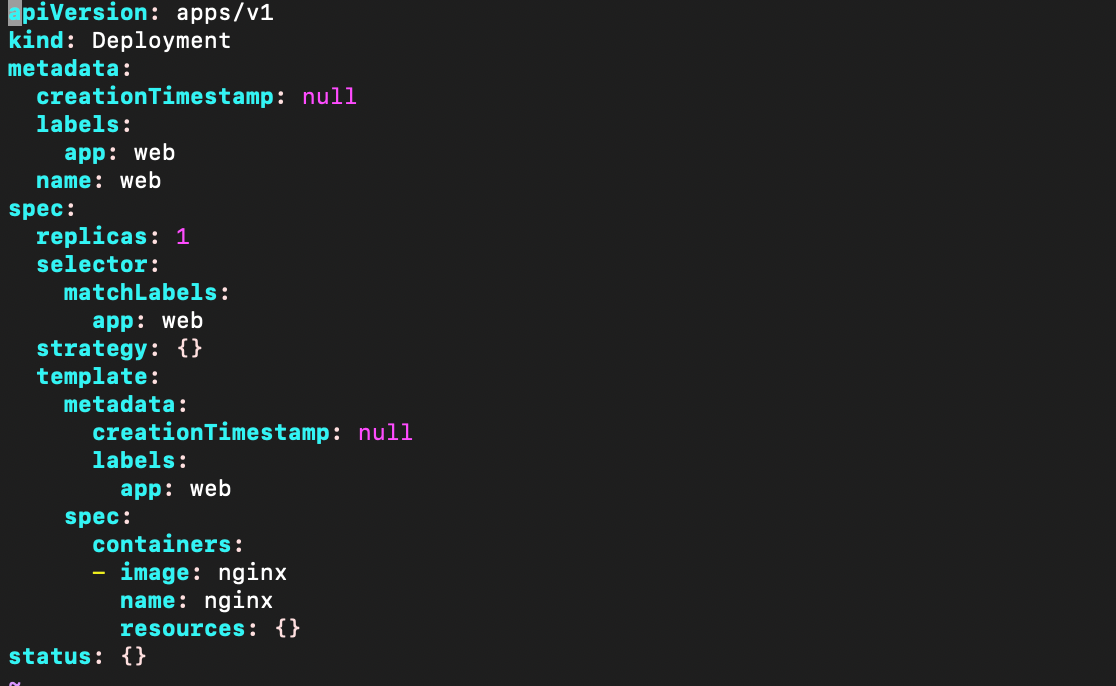 apiVersion: apps/v1
kind: Deployment
metadata:
  creationTimestamp: null
  labels:
    app: web
  name: web
spec:
  replicas: 1
  selector:
    matchLabels:
      app: web
  strategy: {}
  template:
    metadata:
      creationTimestamp: null
      labels:
        app: web
    spec:
      containers:
      - image: nginx
        name: nginx
        resources: {}
status: {}
~